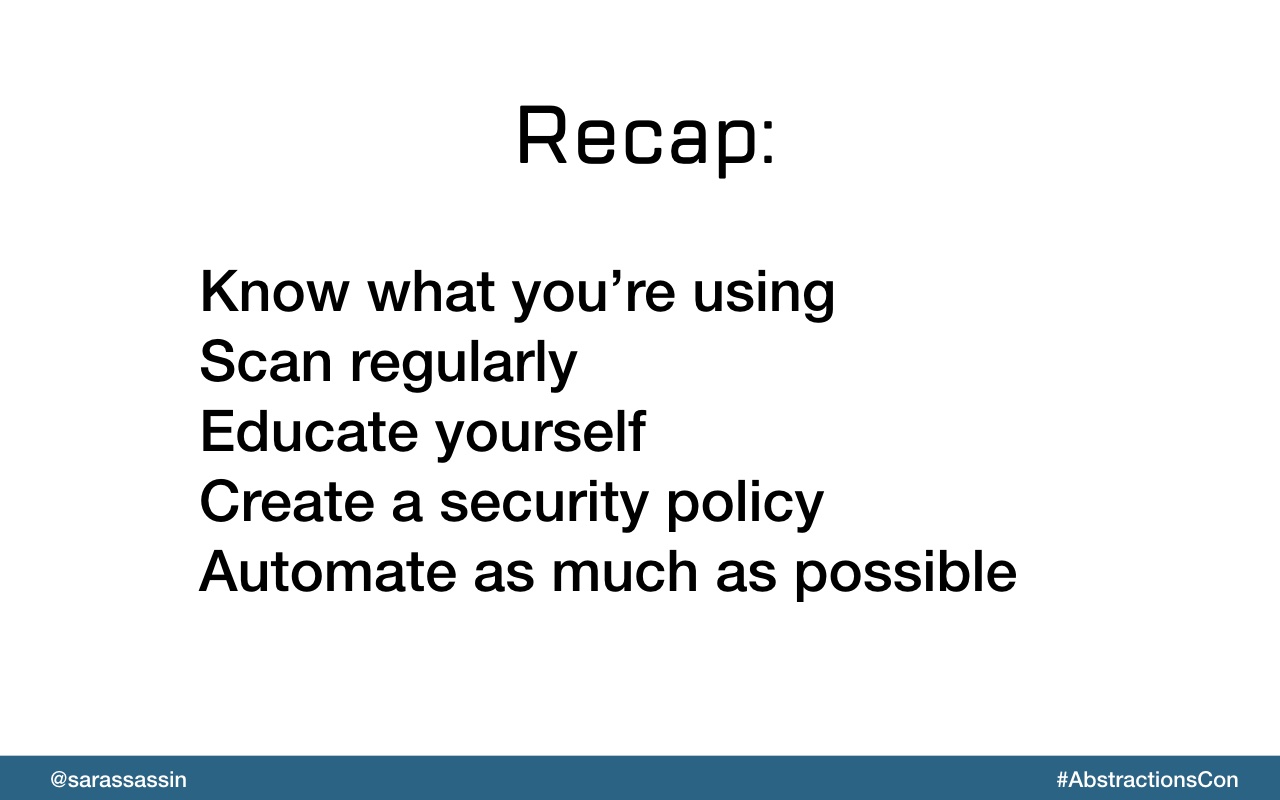 Recap:
Know what you’re using
Scan regularly
Educate yourself
Create a security policy
Automate as much as possible
@sarassassin
#AbstractionsCon